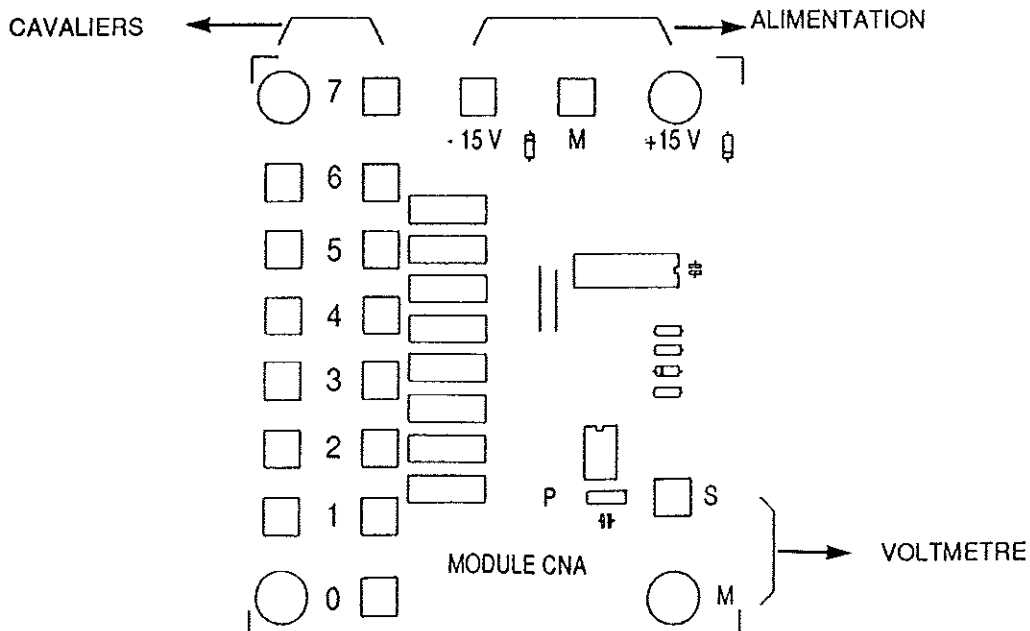 CAVALIERS
ALIMENTATION
7
- 15 V M +15 V
6
5
4
3
2
1
P S
MODULE CNA
VOLTMETRE
0
M